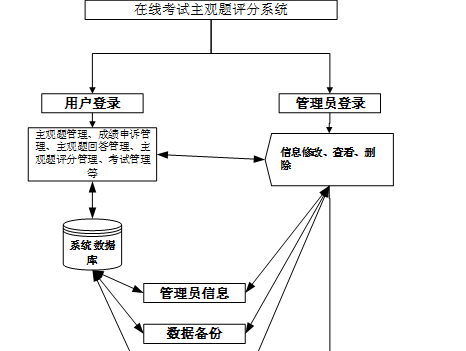 在线考试主观题评分系统
用户登录
管理员登录
主观题管理、成绩申诉管
理、主观题回答管理、主
观题评分管理、考试管理
等
信息修改、查看、删
除
系统数据
库
管理员信息
数据备份